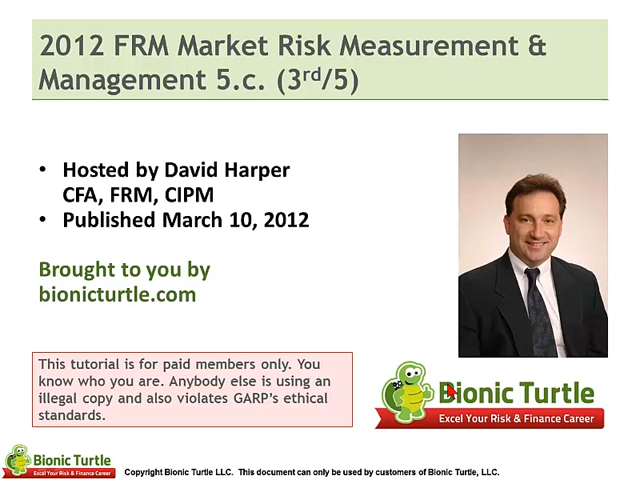 2012 FRM Market Risk Measurement &
Management 5.c. (3rd/5)
• Hosted by David Harper
CFA, FRM, CIPM
• Published March 10, 2012
Brought to you by
bionicturtle.com
This tutorial is for paid members only. You
know who you are. Anybody else is using an
illegal copy and also violates GARP's ethical
standards.
Bionic Turtle
Excel Your Risk & Finance Career
Bionic Turtle
Excel Your Risk & Finance Career
Copyright Bionic Turtle LLC. This document can only be used by customers of Bionic Turtle, LLC.